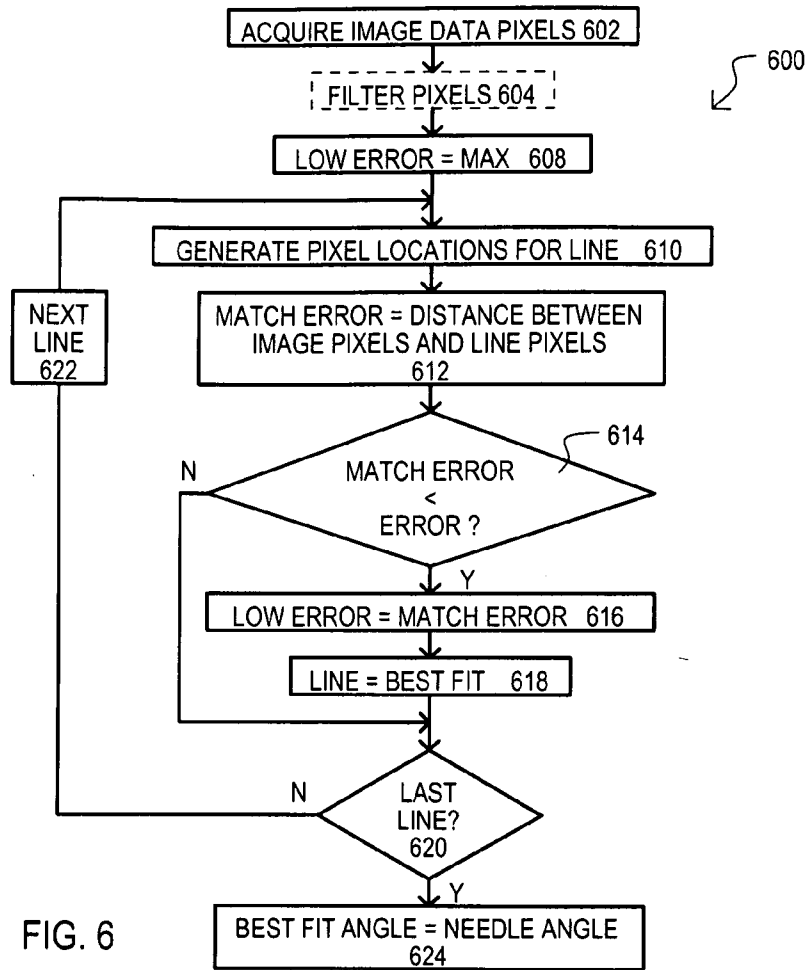 ACQUIRE IMAGE DATA PIXELS 602
600
FILTER PIXELS 604
LOW ERROR = MAX 608
GENERATE PIXEL LOCATIONS FOR LINE 610
NEXT
LINE
622
MATCH ERROR = DISTANCE BETWEEN
IMAGE PIXELS AND LINE PIXELS
612
614
N
MATCH ERROR
<
ERROR ?
Y
LOW ERROR = MATCH ERROR 616
LINE = BEST FIT 618
N
LAST
LINE?
620
Y
BEST FIT ANGLE = NEEDLE ANGLE
624
FIG. 6